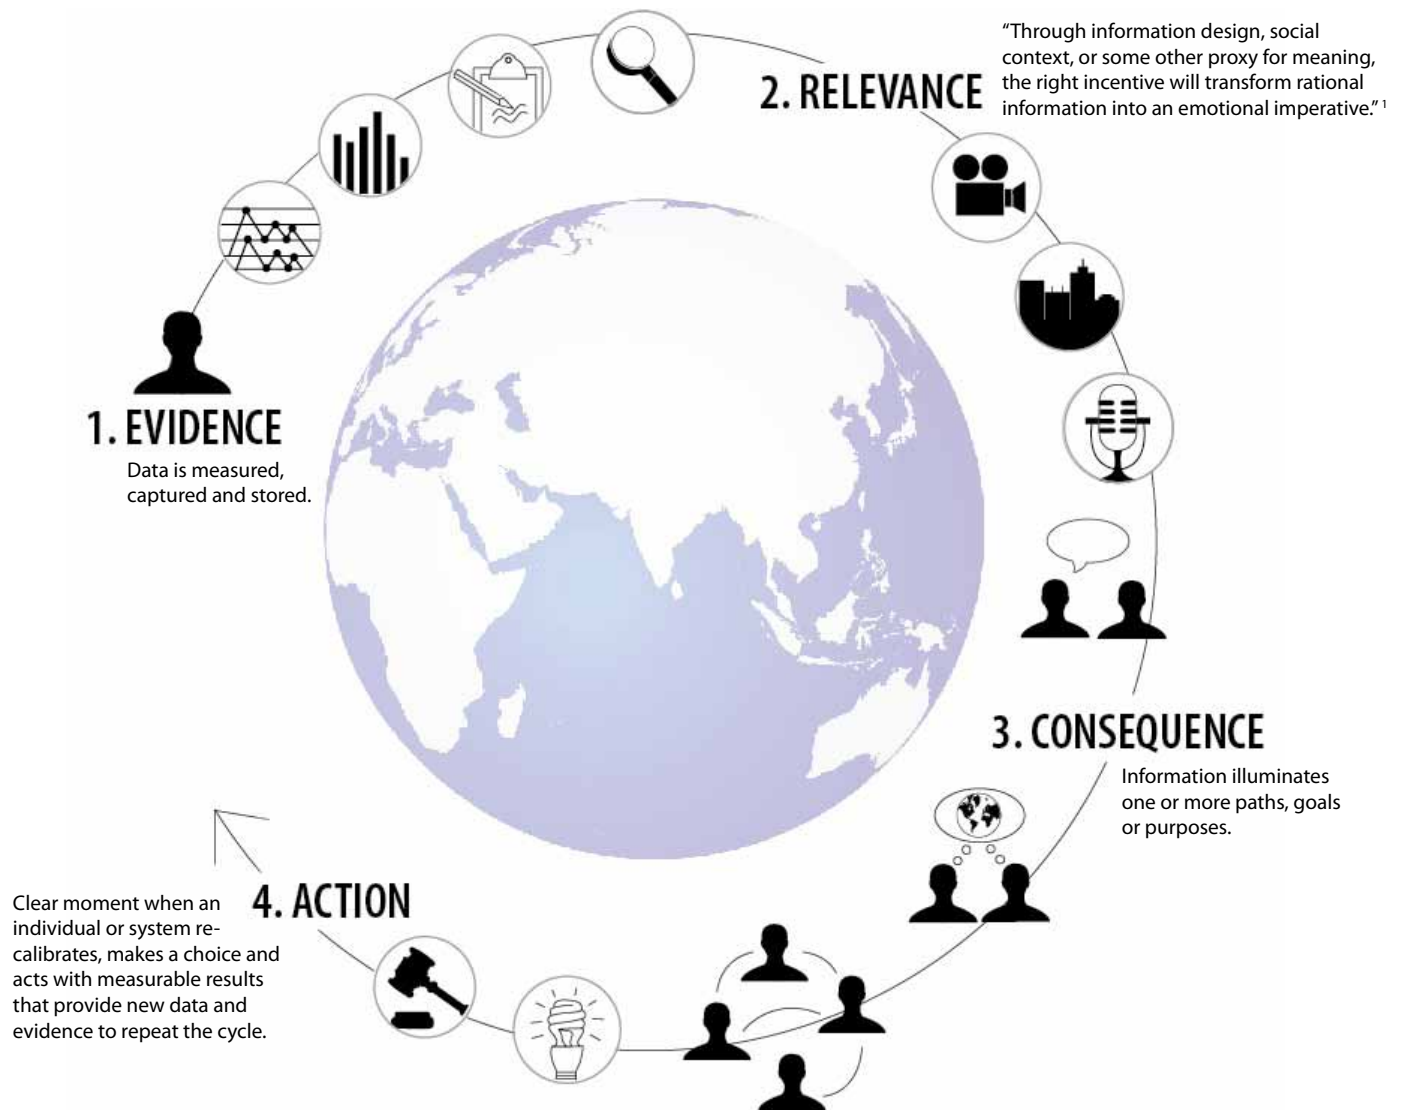 “Through information design, social
context, or some other proxy for meaning,
the right incentive will transform rational
information into an emotional imperative.” 1
2. RELEVANCE
1. EVIDENCE
Data is measured,
captured and stored.
3. CONSEQUENCE
Information illuminates
one or more paths, goals
or purposes.
4. ACTION
Clear moment when an
individual or system re-
calibrates, makes a choice and
acts with measurable results
that provide new data and
evidence to repeat the cycle.